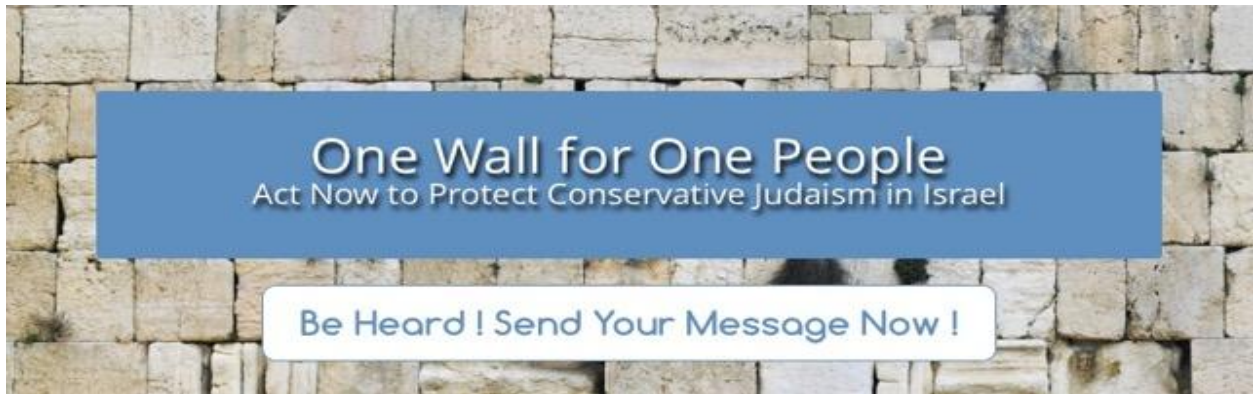 One Wall for One People
Act Now to Protect Conservative Judaism in Israel
Be Heard ! Send Your Message Now !